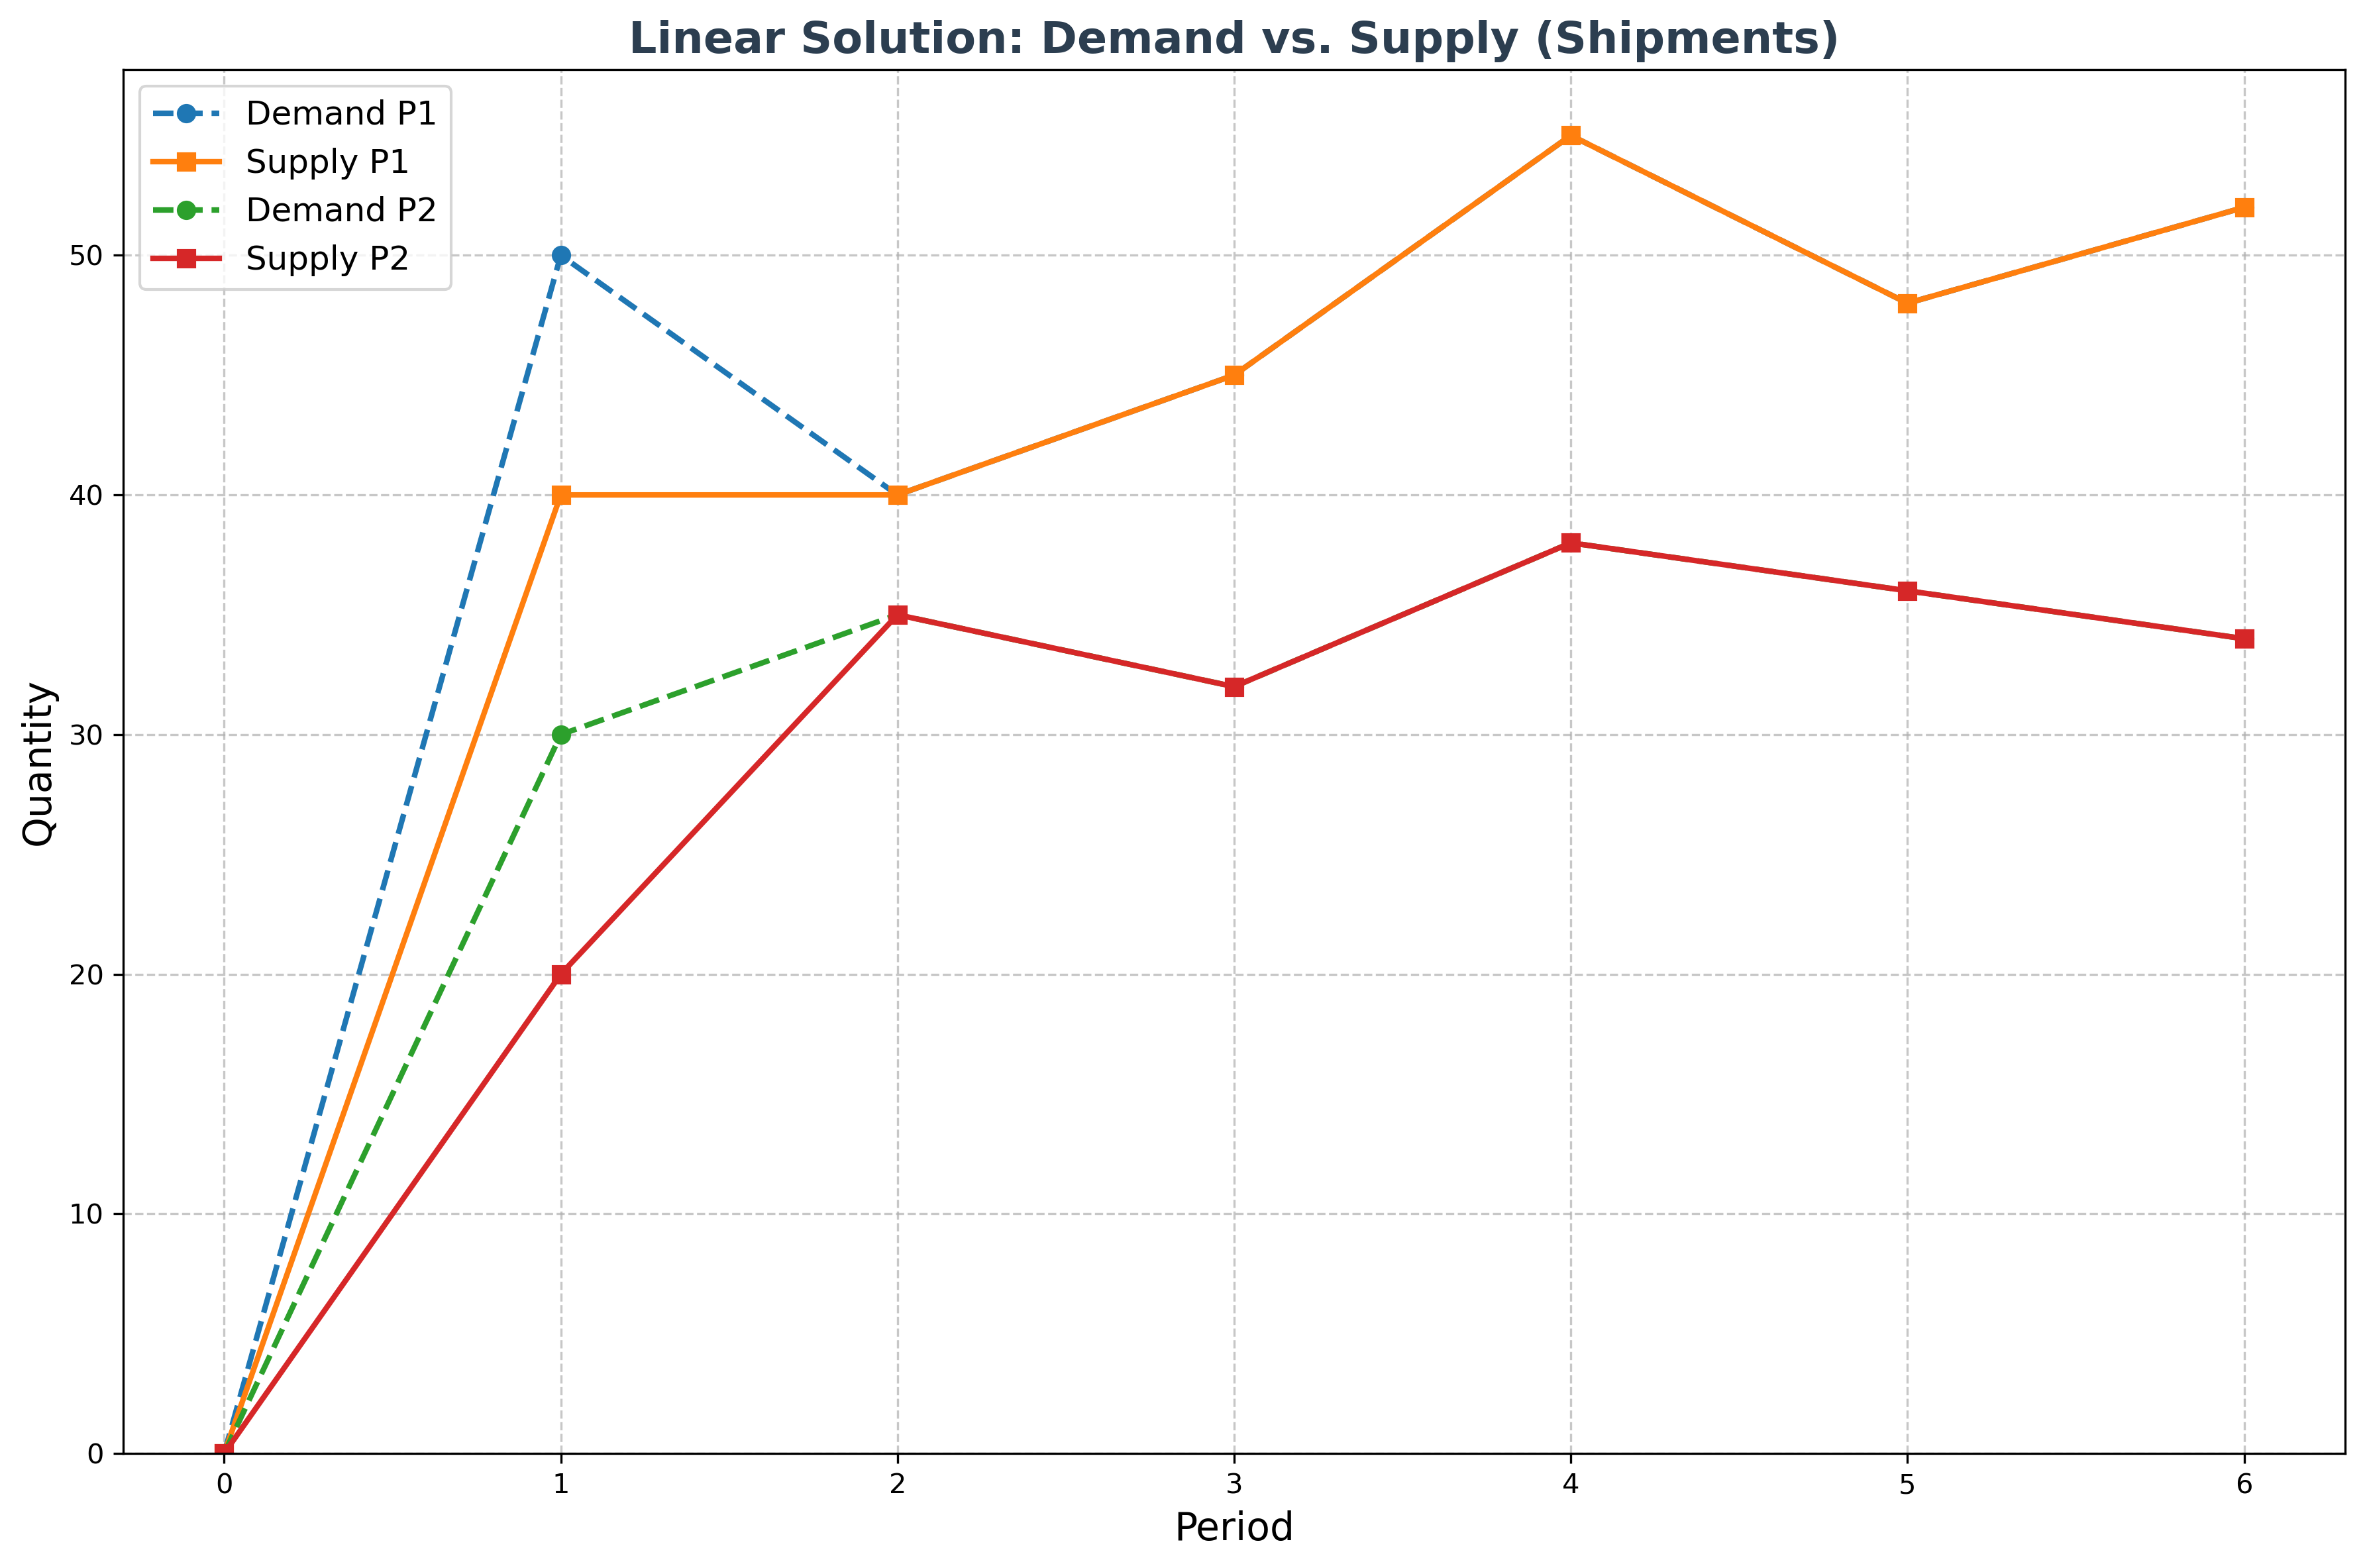 Linear Solution: Demand vs. Supply (Shipments)
Demand P1
Supply P1
Demand P2
Supply P2
50
40
30
20
10
0
Quantity
0 1 2 3 4 5 6
Period